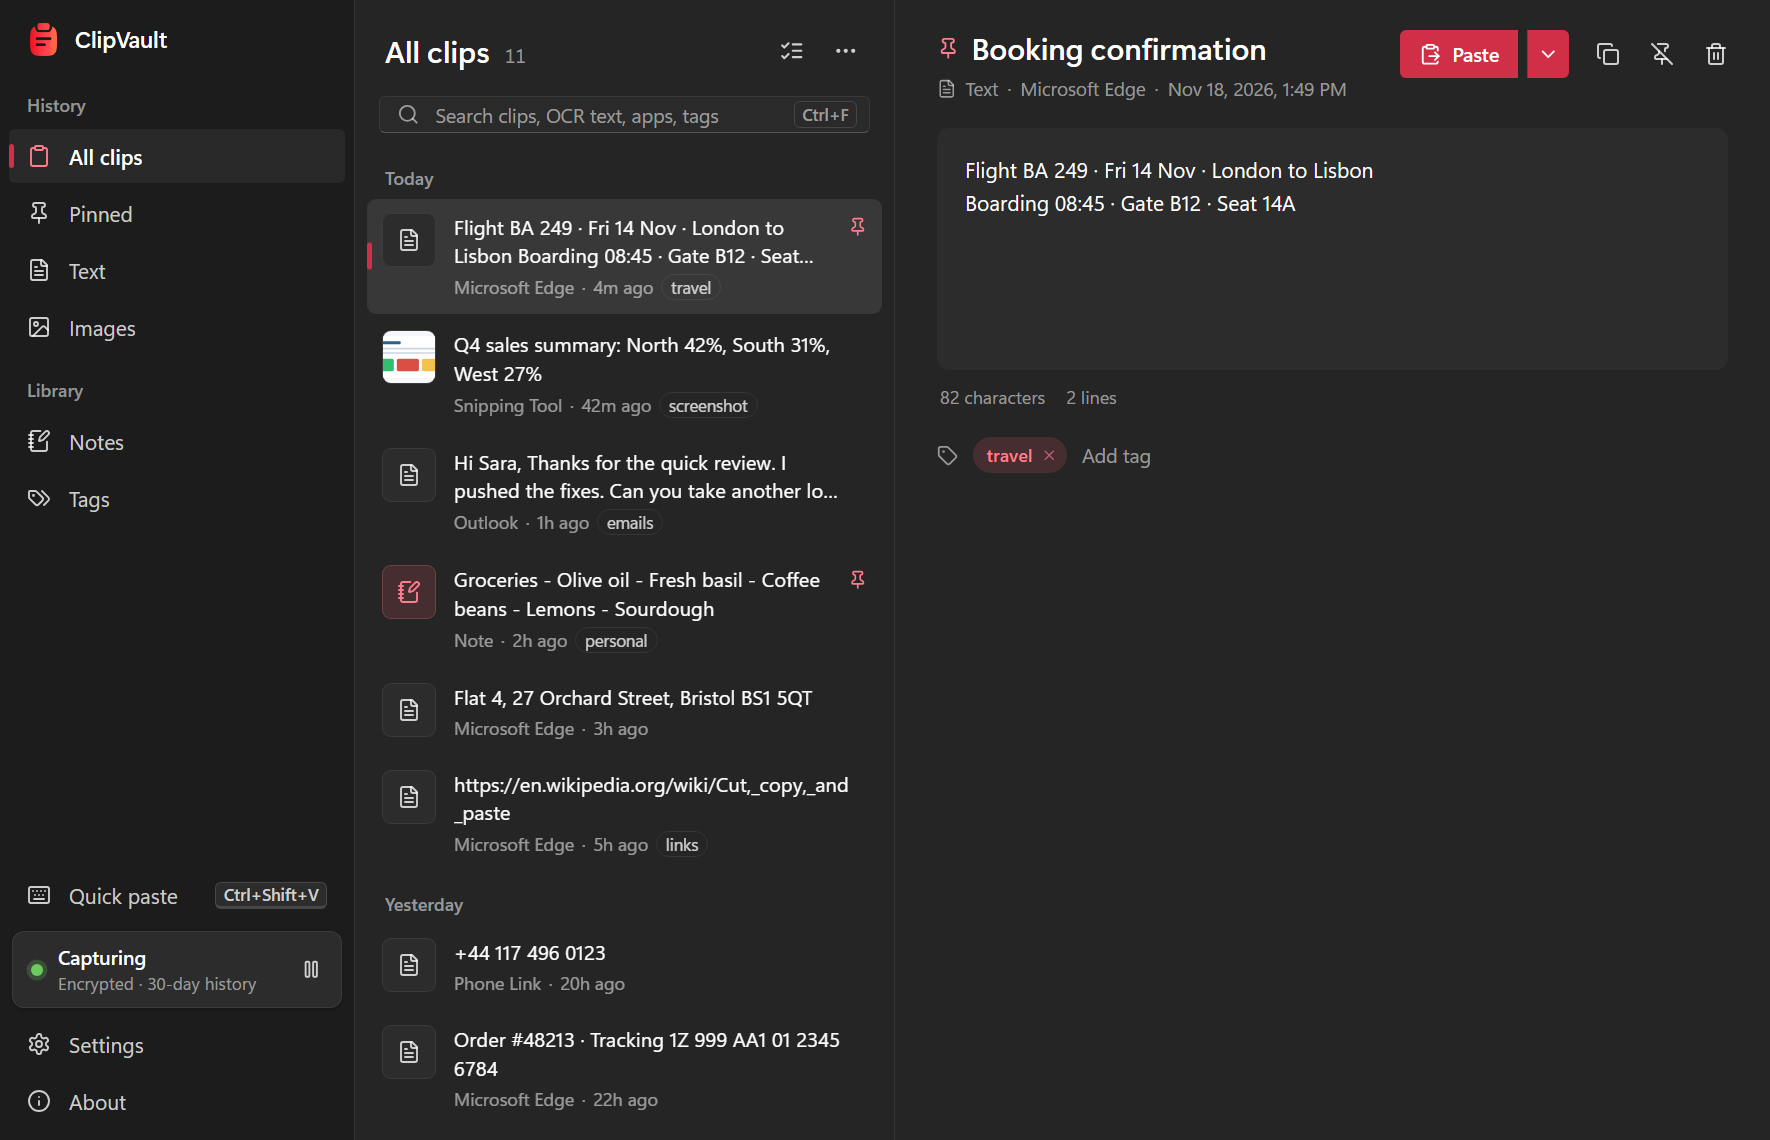 ClipVault
History
All clips
Pinned
Text
Images
Library
Notes
Tags
Quick paste Ctrl+Shift+V
Capturing
Encrypted · 30-day history
Settings
About
All clips 11
Search clips, OCR text, apps, tags Ctrl+F
Today
Flight BA 249 · Fri 14 Nov · London to
Lisbon Boarding 08:45 · Gate B12 · Seat...
Microsoft Edge · 4m ago travel
Q4 sales summary: North 42%, South 31%,
West 27%
Snipping Tool · 42m ago screenshot
Hi Sara, Thanks for the quick review. I
pushed the fixes. Can you take another lo...
Outlook · 1h ago emails
Groceries - Olive oil - Fresh basil - Coffee
beans - Lemons - Sourdough
Note · 2h ago personal
Flat 4, 27 Orchard Street, Bristol BS1 5QT
Microsoft Edge · 3h ago
https://en.wikipedia.org/wiki/Cut,_copy,_and
_paste
Microsoft Edge · 5h ago links
Yesterday
+44 117 496 0123
Phone Link · 20h ago
Order #48213 · Tracking 1Z 999 AA1 01 2345
6784
Microsoft Edge · 22h ago
Booking confirmation
Text · Microsoft Edge · Nov 18, 2026, 1:49 PM
Paste
Flight BA 249 · Fri 14 Nov · London to Lisbon
Boarding 08:45 · Gate B12 · Seat 14A
82 characters 2 lines
travel Add tag